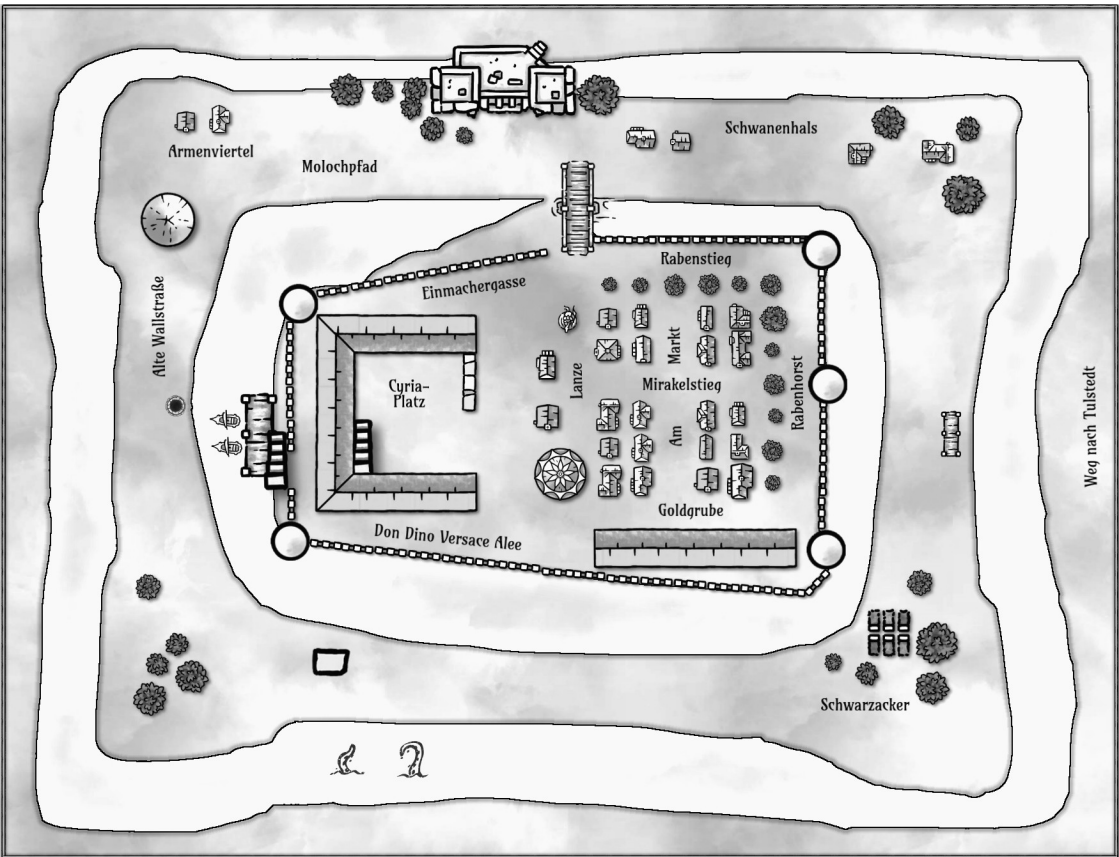 Schwanenhals
Armenviertel
Molochpfad
Rabenstieg
Einmachergasse
Alte Wallstraße
Markt
Lanze
Curia-
Platz
Mirakelstieg
Rabenhorst
Am
Weg nach Tulstedt
Goldgrube
Don Dino Versace Alee
Schwarzacker